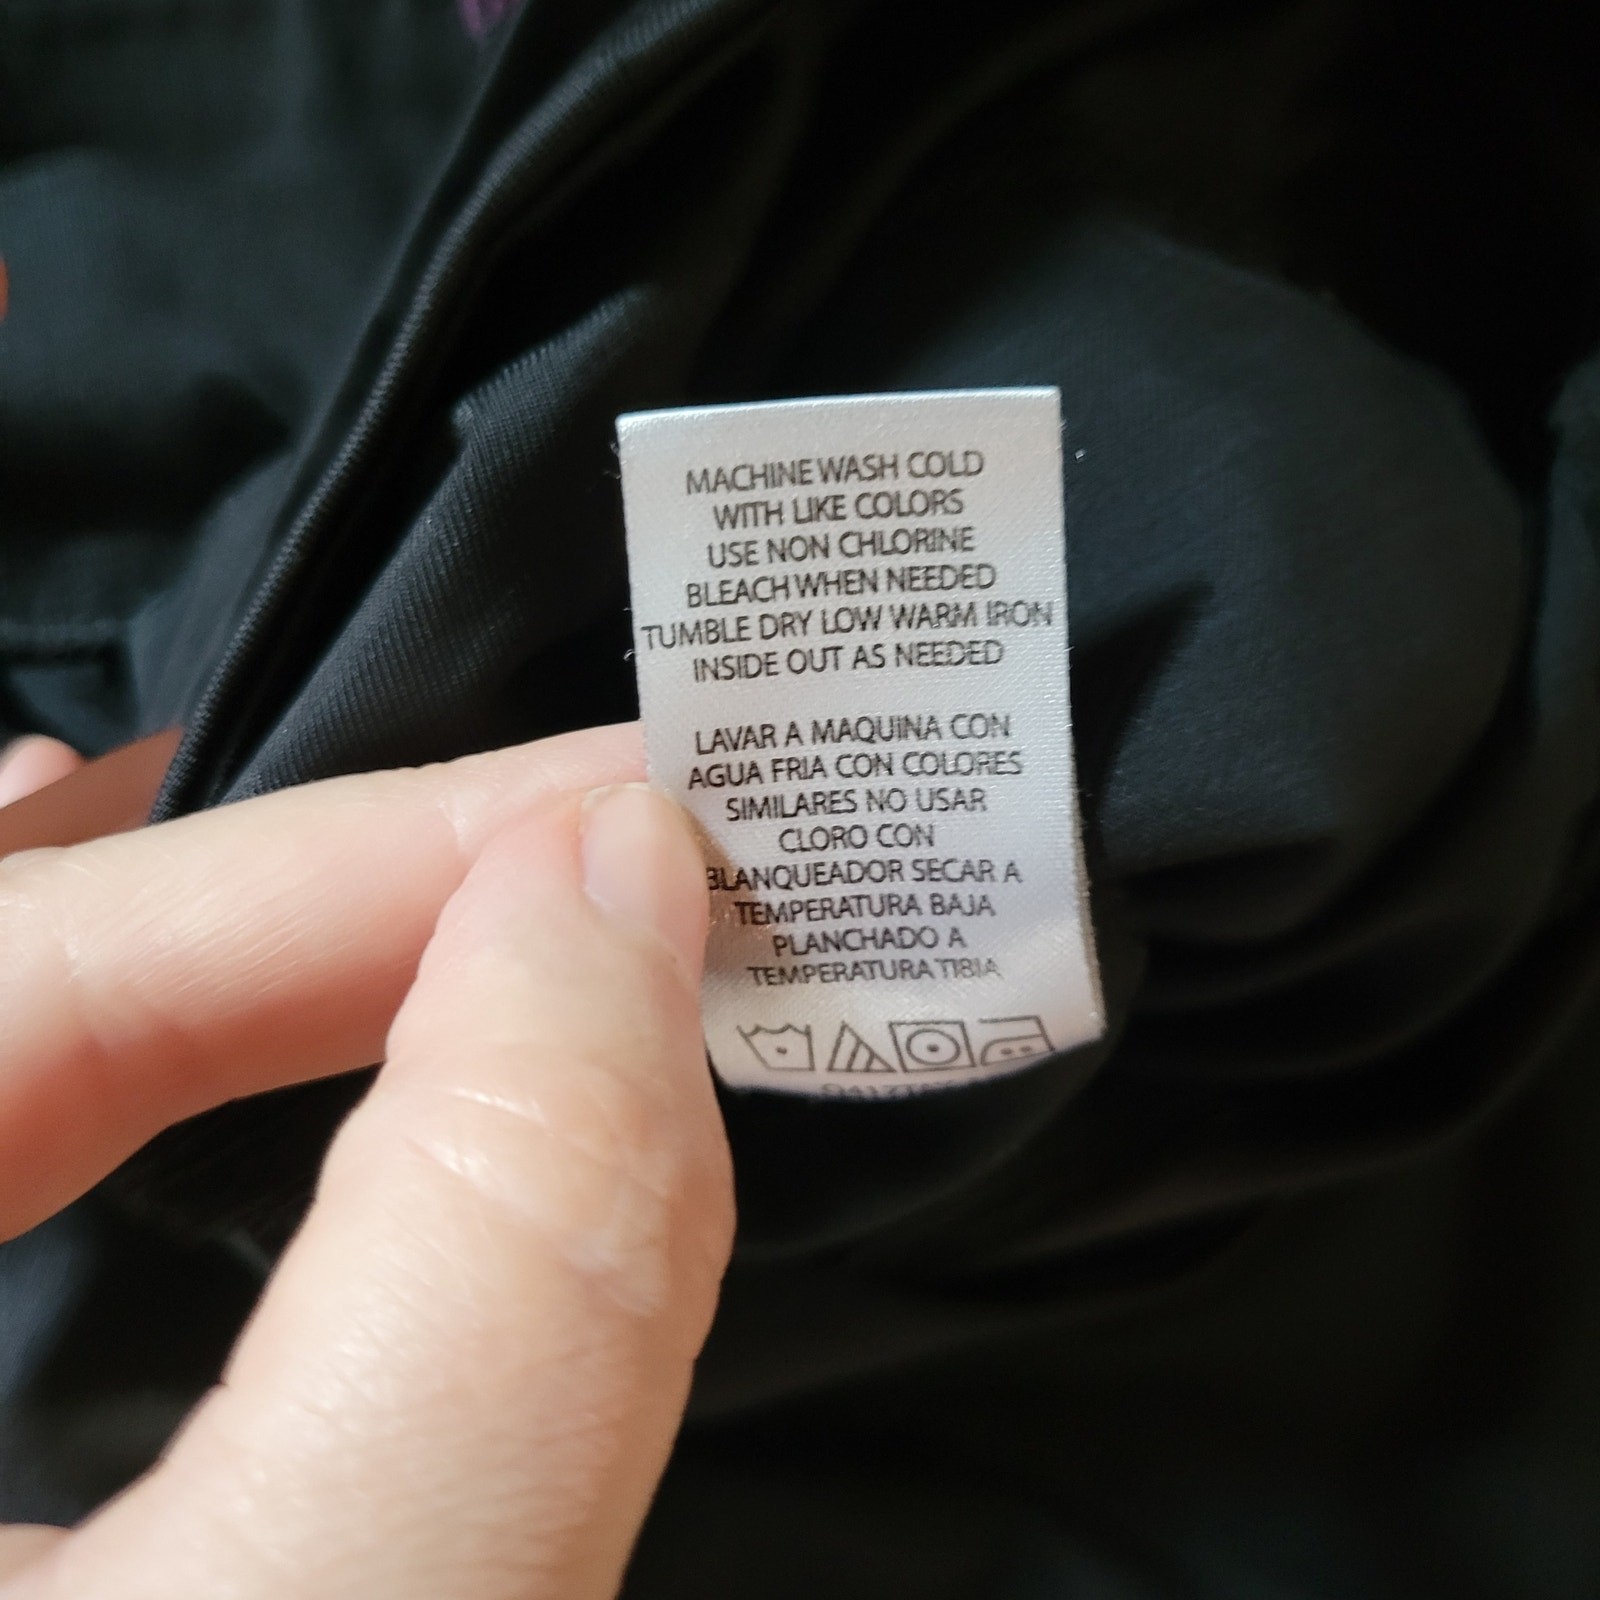 MACHINE WASH COLD
WITH LIKE COLORS
USE NON CHLORINE
BLEACH WHEN NEEDED
TUMBLE DRY LOW WARM IRON
INSIDE OUT AS NEEDED
LAVAR A MAQUINA CON
AGUA FRIA CON COLORES
SIMILARES NO USAR
CLORO CON
BLANQUEADOR SECAR A
TEMPERATURA BAJA
PLANCHADO A
TEMPERATURA TIBIA